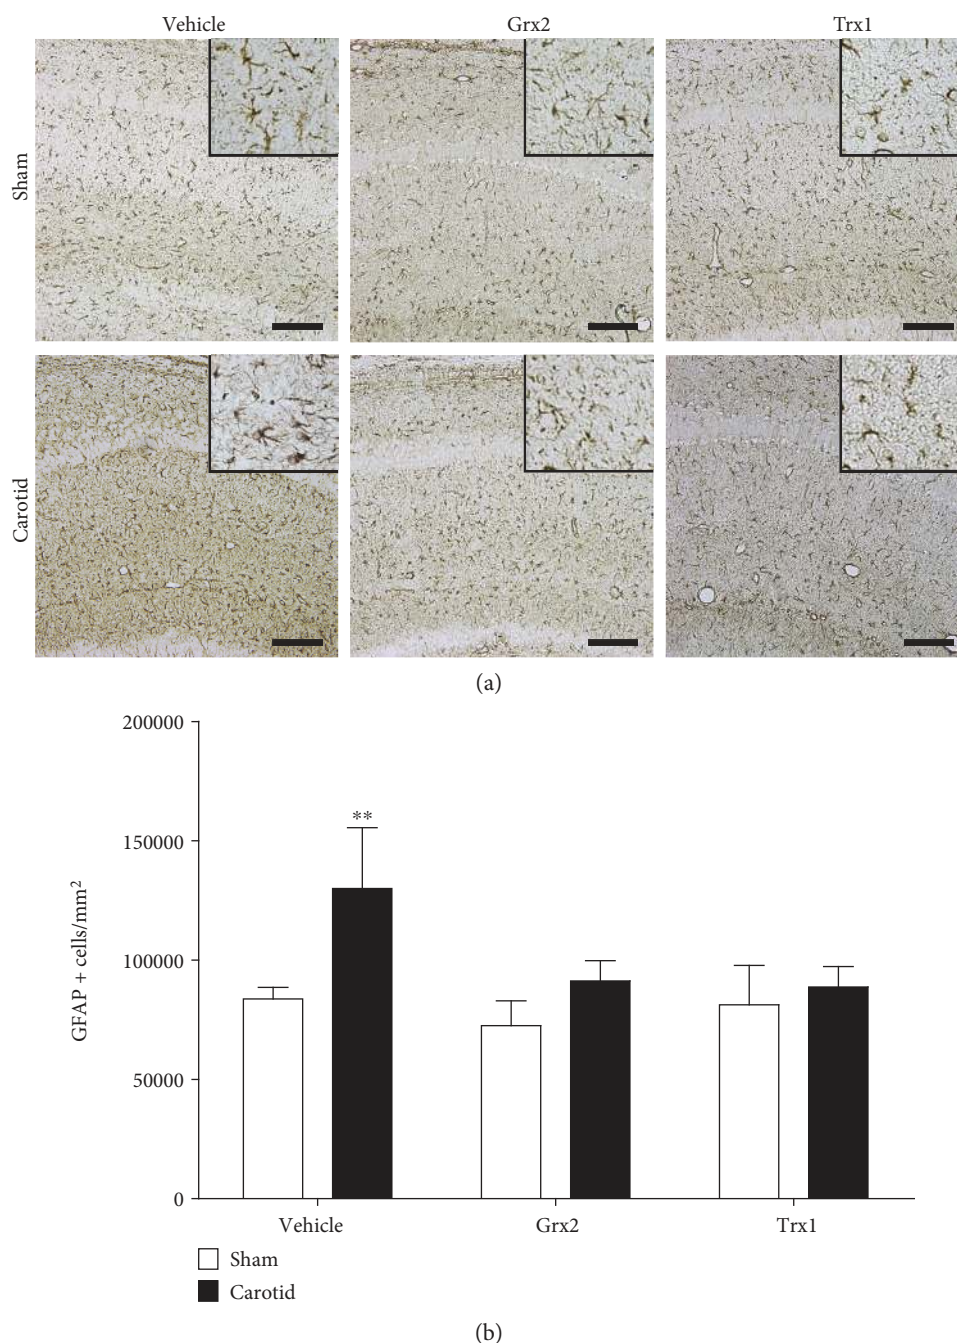 Vehicle
Grx2
Trx1
Sham
Carotid
(a)
200000
150000
100000
50000
0
GFAP + cells/mm²
**
Vehicle
Grx2
Trx1
Sham
Carotid
(b)